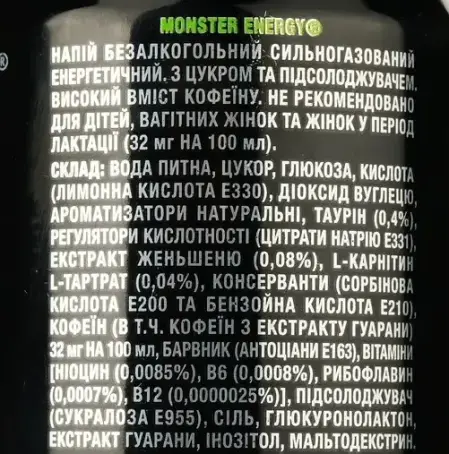 MONSTER ENERGY®
НАПІЙ БЕЗАЛКОГОЛЬНИЙ СИЛЬНОГАЗОВАНИЙ
ЕНЕРГЕТИЧНИЙ. З ЦУКРОМ ТА ПІДСОЛОДЖУВАЧЕМ.
ВИСОКИЙ ВМІСТ КОФЕЇНУ. НЕ РЕКОМЕНДОВАНО
ДЛЯ ДІТЕЙ, ВАГІТНИХ ЖІНОК ТА ЖІНОК У ПЕРІОД
ЛАКТАЦІЇ (32 мг НА 100 мл).
СКЛАД: ВОДА ПИТНА, ЦУКОР, ГЛЮКОЗА, КИСЛОТА
(ЛИМОННА КИСЛОТА Е330), ДІОКСИД ВУГЛЕЦЮ,
АРОМАТИЗАТОРИ НАТУРАЛЬНІ, ТАУРІН (0,4%),
РЕГУЛЯТОРИ КИСЛОТНОСТІ (ЦИТРАТИ НАТРІЮ Е331),
ЕКСТРАКТ ЖЕНЬШЕНЮ (0,08%), L-КАРНІТИН
L-ТАРТРАТ (0,04%), КОНСЕРВАНТИ (СОРБІНОВА
КИСЛОТА Е200 ТА БЕНЗОЙНА КИСЛОТА Е210),
КОФЕЇН (В Т.Ч. КОФЕЇН З ЕКСТРАКТУ ГУАРАНИ)
32 мг НА 100 мл, БАРВНИК (АНТОЦІАНИ Е163), ВІТАМІНИ
[НІОЦИН (0,0085%), В6 (0,0008%), РИБОФЛАВИН
(0,0007%), В12 (0,0000025%)], ПІДСОЛОДЖУВАЧ
(СУКРАЛОЗА Е955), СІЛЬ, ГЛЮКУРОНОЛАКТОН,
ЕКСТРАКТ ГУАРАНИ, ІНОЗІТОЛ, МАЛЬТОДЕКСТРИН.
®